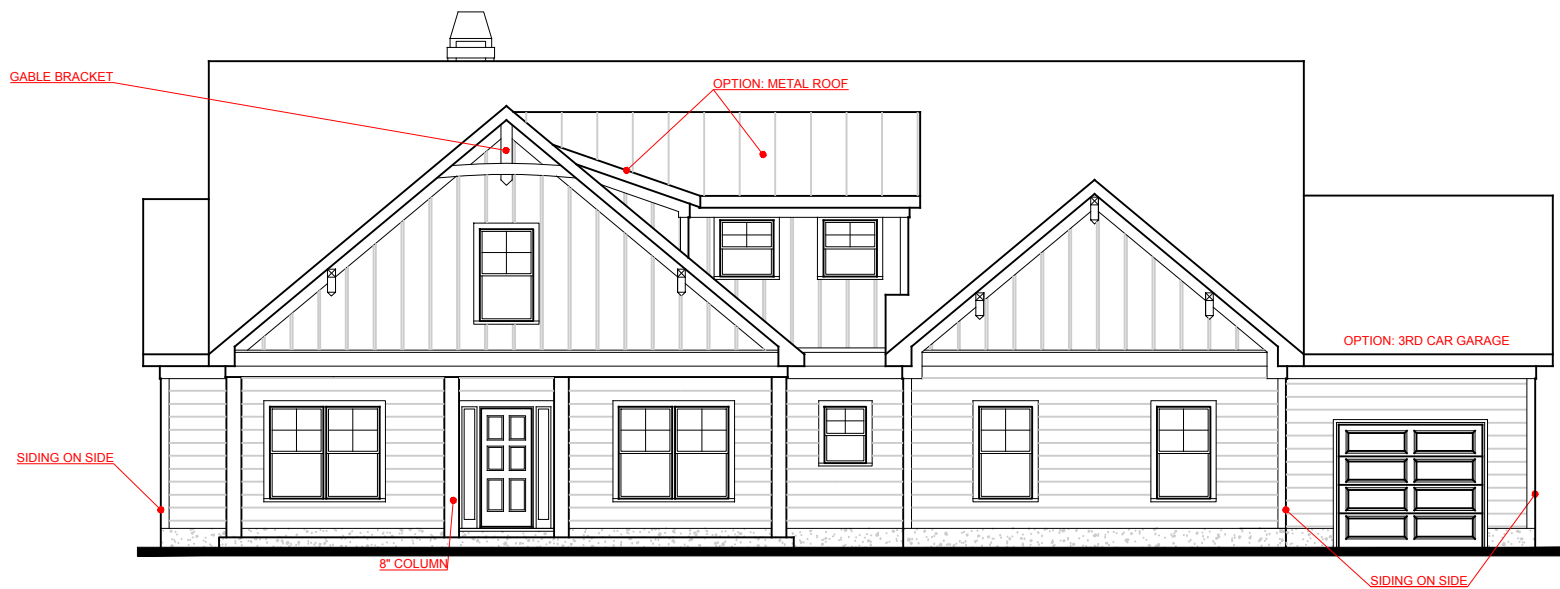 GABLE BRACKET
OPTION: METAL ROOF
OPTION: 3RD CAR GARAGE
SIDING ON SIDE
8" COLUMN
SIDING ON SIDE